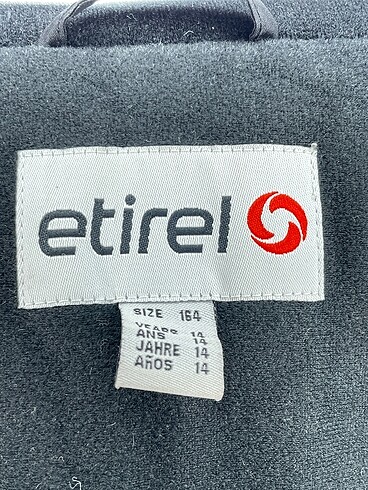 etirel
SIZE 164
YEARS 14
ANS 14
JAHRE 14
AÑOS 14